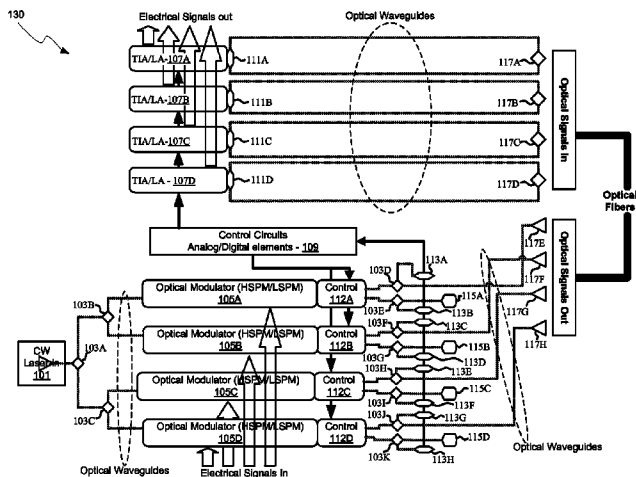 130
Electrical Signals out
Optical Waveguides
TIA/LA-107A
111A
117A
TIA/LA-107B
111B
117B
TIA/LA-107C
111C
117C
TIA/LA - 107D
111D
117D
Optical Signals In
Optical Fibers
Control Circuits
Analog/Digital elements - 109
113A
103D
117E
Optical Modulator (HSPM/LSPM)
105A
Control
112A
115A
117F
103B
103E
113B
117G
103F
113C
Optical Signals Out
Optical Modulator (HSPM/LSPM)
105B
Control
112B
115B
117H
103A
103G
113D
CW
Laser In
101
103H
113E
Optical Modulator (HSPM/LSPM)
105C
Control
112C
115C
103I
113F
103C
103J
113G
Optical Modulator (HSPM/LSPM)
105D
Control
112D
115D
103K
113H
Optical Waveguides
Optical Waveguides
Electrical Signals In